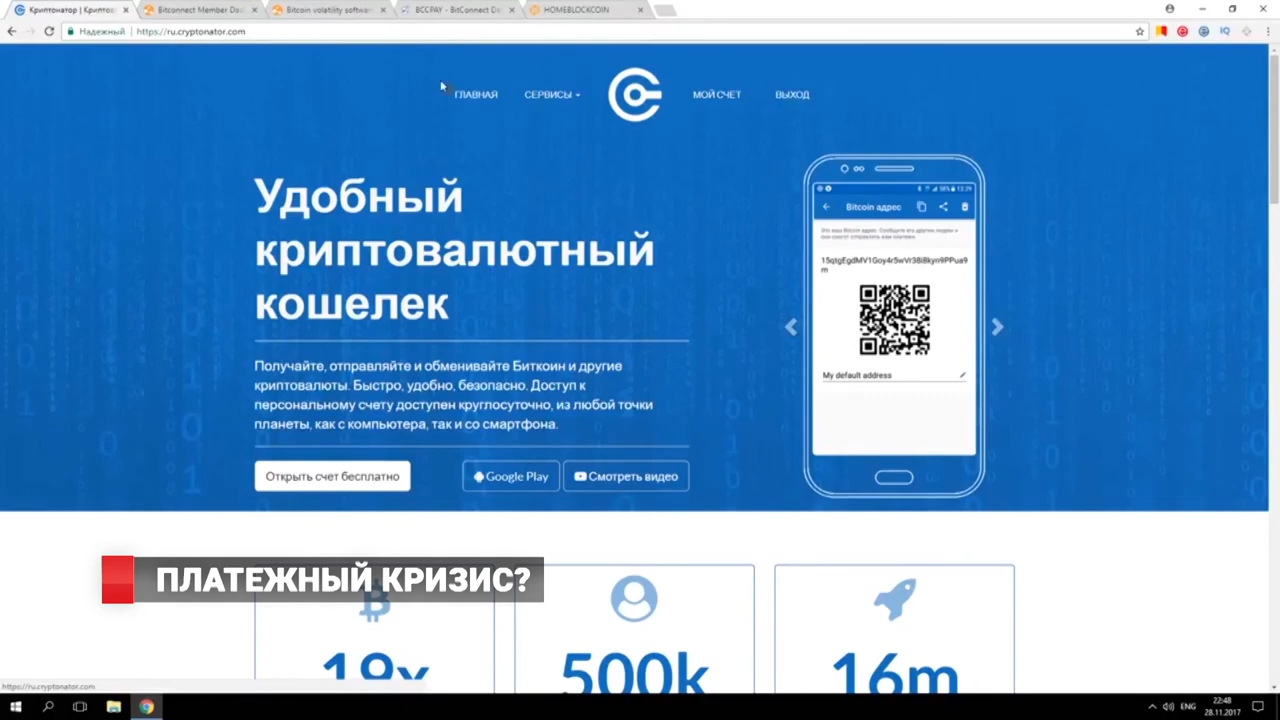 Криптонатор | Криптов
Bitconnect Member Das
Bitcoin volatility software
BCCPAY - BitConnect De
HOMEBLOCKCOIN
Надежный
https://ru.cryptonator.com
ГЛАВНАЯ
СЕРВИСЫ
МОЙ СЧЕТ
ВЫХОД
Удобный
криптовалютный
кошелек
Получайте, отправляйте и обменивайте Биткоин и другие
криптовалюты. Быстро, удобно, безопасно. Доступ к
персональному счету доступен круглосуточно, из любой точки
планеты, как с компьютера, так и со смартфона.
Открыть счет бесплатно
Google Play
Смотреть видео
Bitcoin адрес
My default address
ПЛАТЕЖНЫЙ КРИЗИС?
19x
500k
16m
https://ru.cryptonator.com
ENG
22:48
28.11.2017